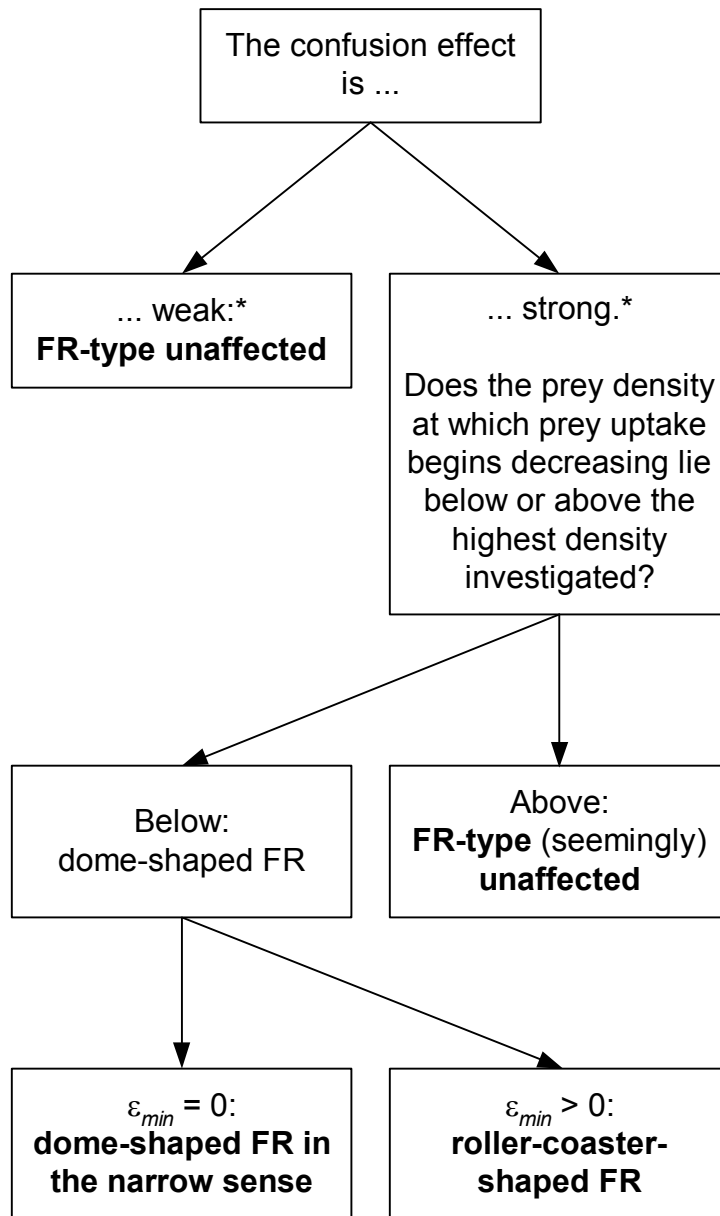 The confusion effect
is ...
... weak:*
FR-type unaffected
... strong.*
Does the prey density
at which prey uptake
begins decreasing lie
below or above the
highest density
investigated?
Below:
dome-shaped FR
Above:
FR-type (seemingly)
unaffected
εmin = 0:
dome-shaped FR in
the narrow sense
εmin > 0:
roller-coaster-
shaped FR